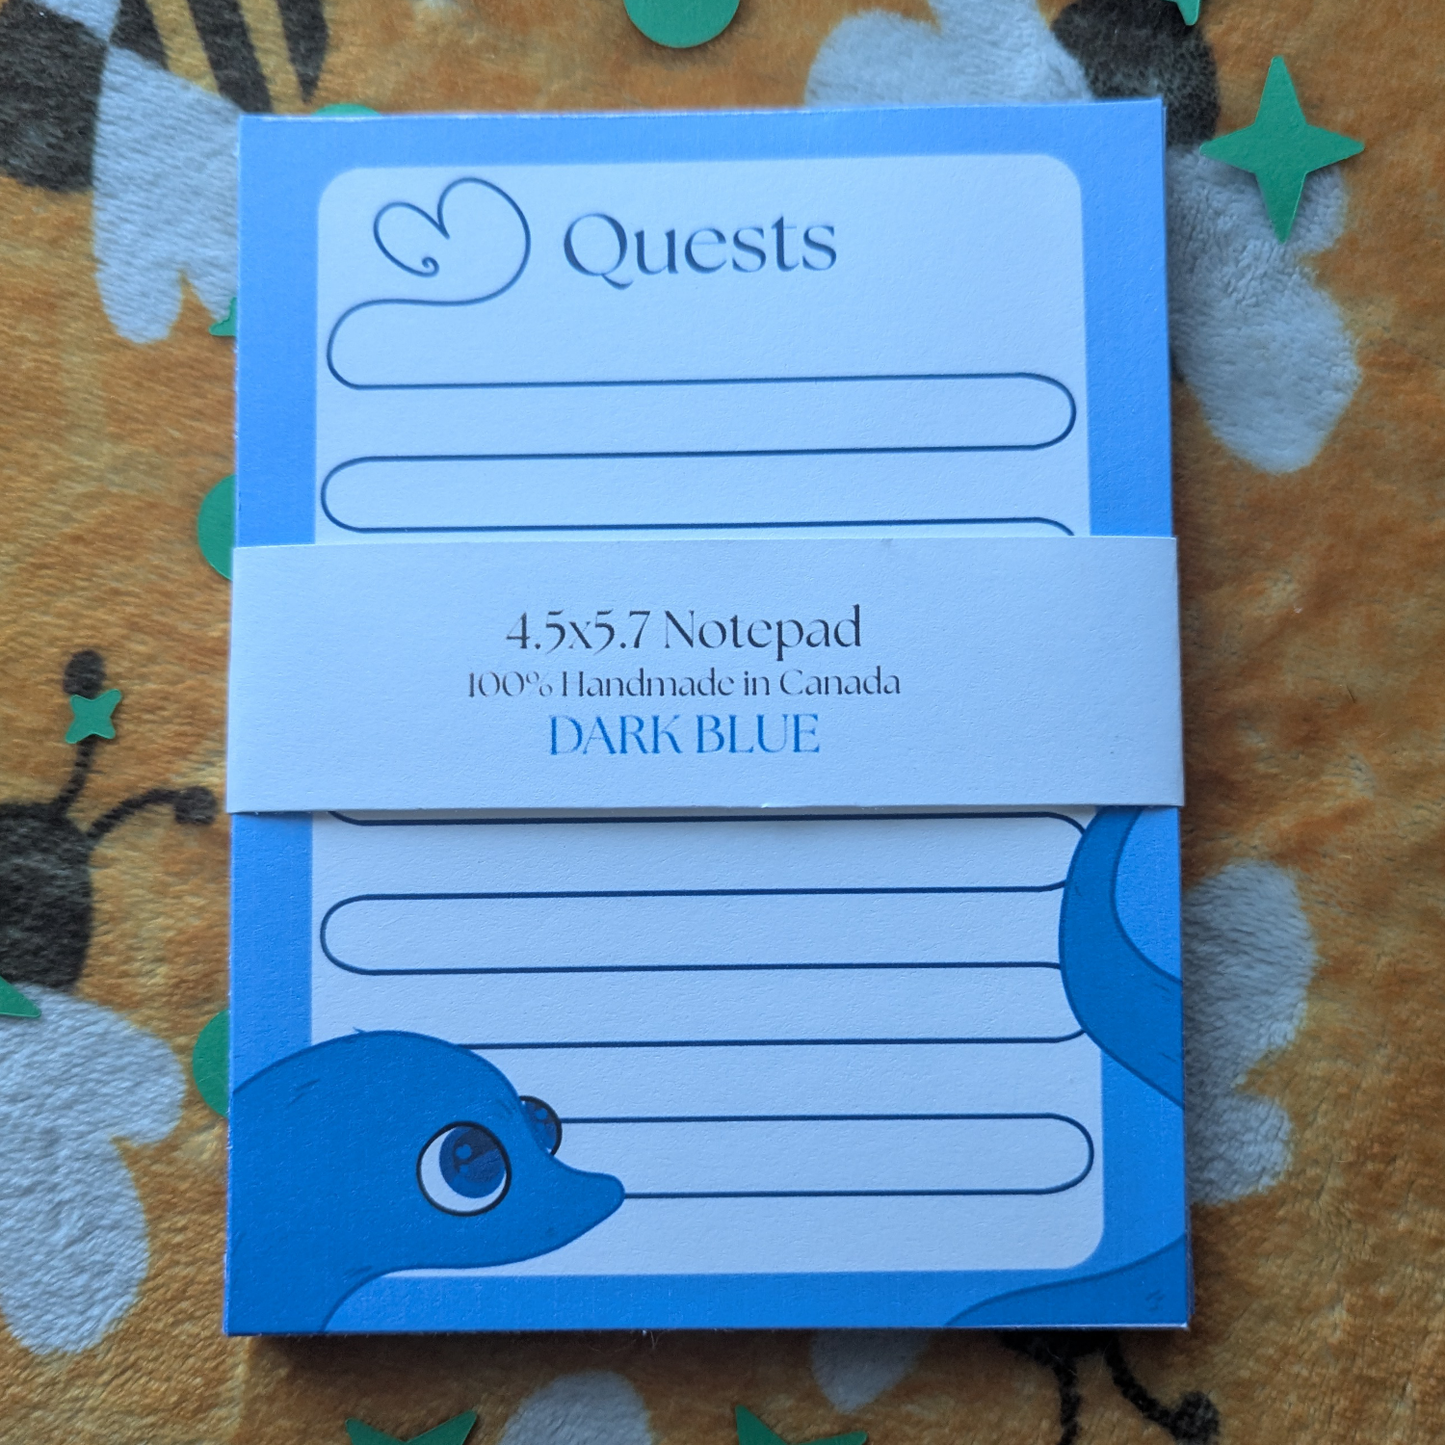 Quests
4.5x5.7 Notepad
100% Handmade in Canada
DARK BLUE